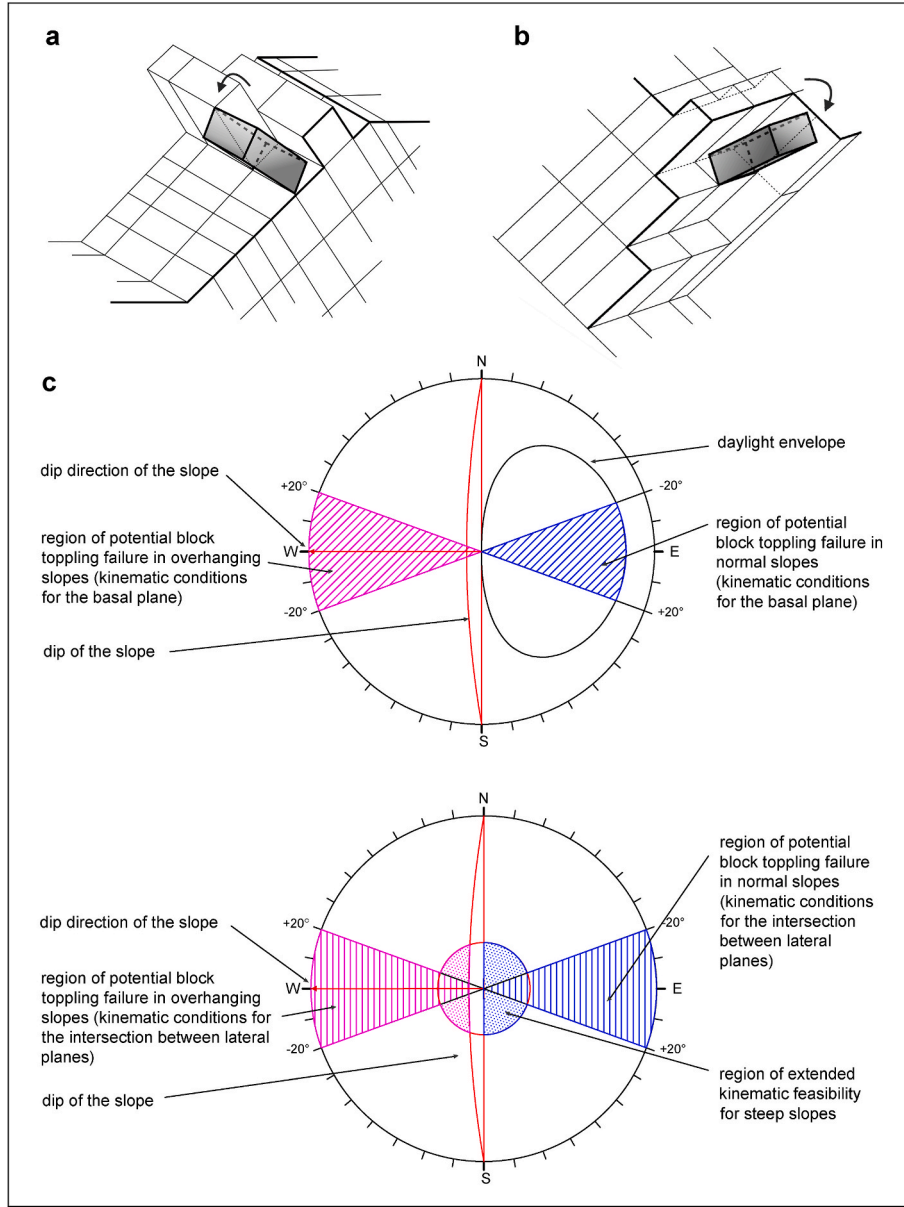 a
b
c
N
dip direction of the slope
daylight envelope
+20°
-20°
region of potential block
toppling failure in overhanging
slopes (kinematic conditions
for the basal plane)
W
E
region of potential
block toppling failure in
normal slopes
(kinematic conditions
for the basal plane)
-20°
+20°
dip of the slope
S
N
region of potential
block toppling failure
in normal slopes
(kinematic conditions
for the intersection
between lateral
planes)
dip direction of the slope
+20°
-20°
region of potential block
toppling failure in overhanging
slopes (kinematic conditions for
the intersection between lateral
planes)
W
E
-20°
+20°
dip of the slope
region of extended
kinematic feasibility
for steep slopes
S